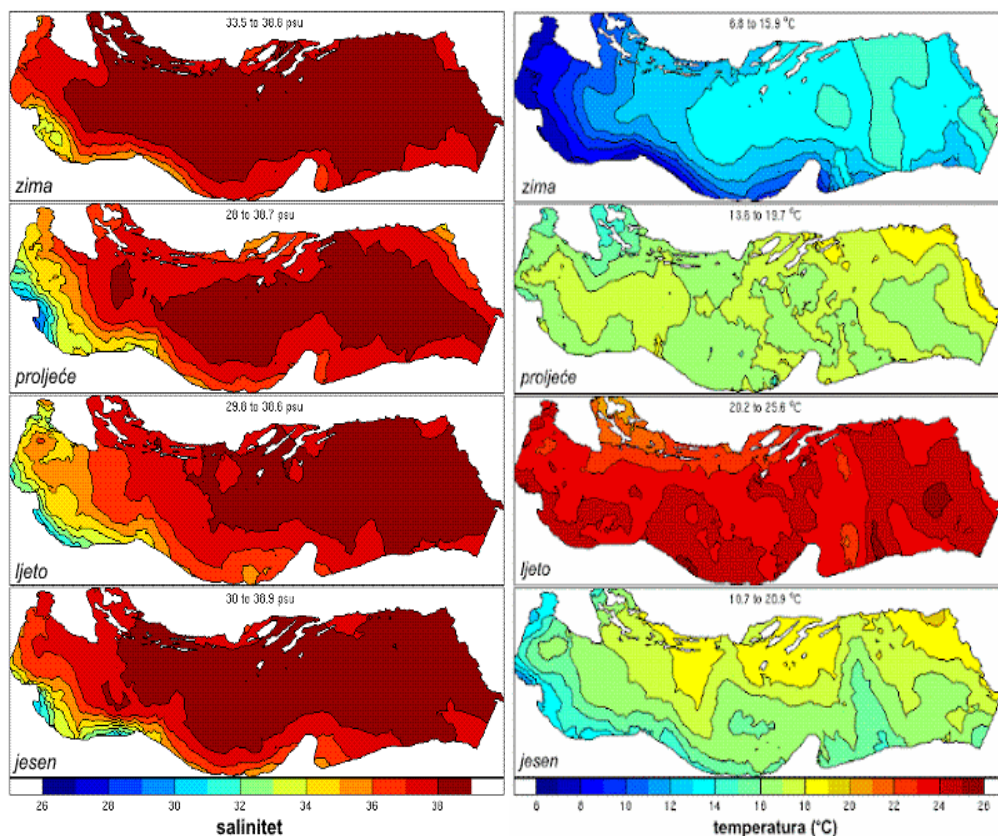 33.5 to 38.8 psu
zima
28 to 38.7 psu
proljeće
29.8 to 38.6 psu
ljeto
30 to 38.9 psu
jesen
26 28 30 32 34 36 38
salinitet
6.8 to 15.9 °C
zima
13.6 to 19.7 °C
proljeće
20.2 to 25.6 °C
ljeto
10.7 to 20.9 °C
jesen
6 8 10 12 14 16 18 20 22 24 26
temperatura (°C)